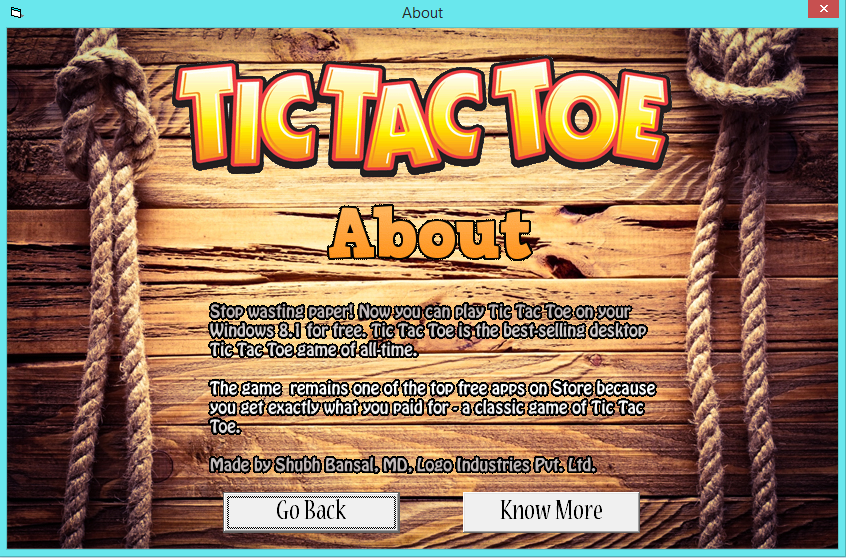 About
TIC TAC TOE
About
Stop wasting paper! Now you can play Tic Tac Toe on your
Windows 8.1 for free. Tic Tac Toe is the best-selling desktop
Tic Tac Toe game of all-time.
The game  remains one of the top free apps on Store because
you get exactly what you paid for - a classic game of Tic Tac
Toe.
Made by Shubh Bansal, MD, Logo Industries Pvt. Ltd.
Go Back
Know More